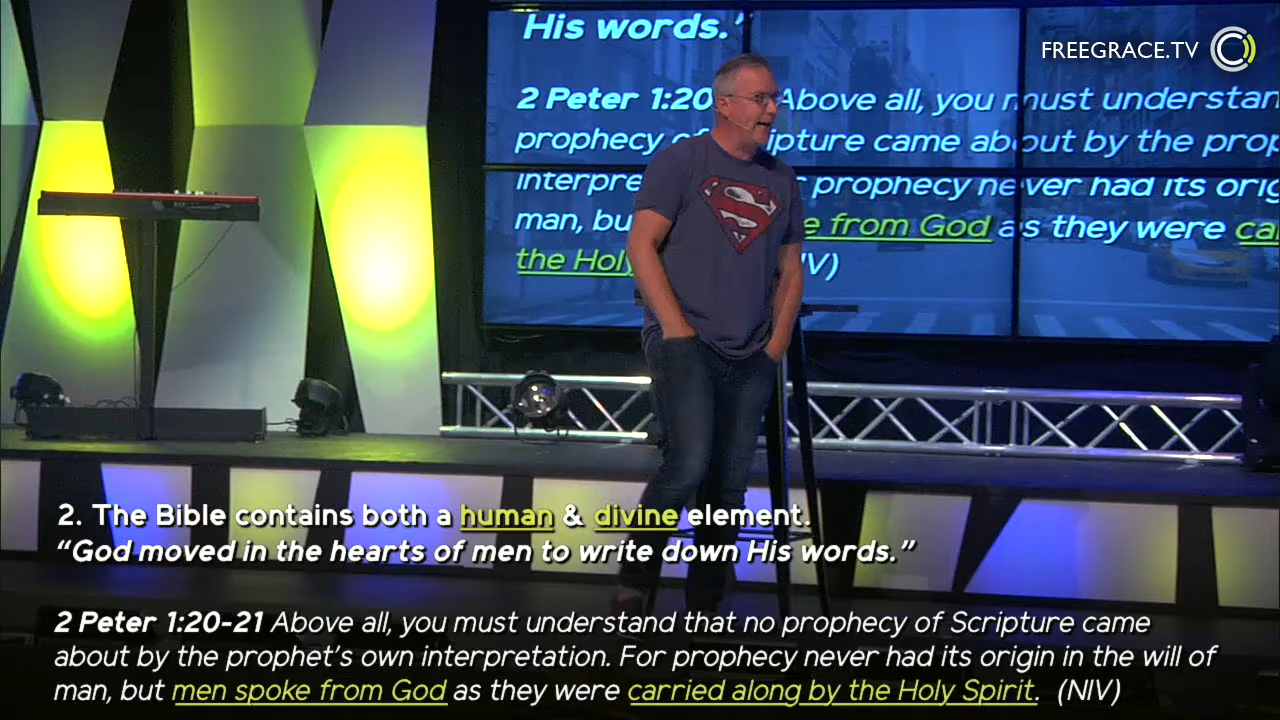 His words.’
FREEGRACE.TV
2 Peter 1:20 Above all, you must understan
prophecy of Scripture came about by the prop
interpre r prophecy never had its orig
man, bu e from God as they were ca
the Holy IV)
2. The Bible contains both a human & divine element.
“God moved in the hearts of men to write down His words.”
2 Peter 1:20-21 Above all, you must understand that no prophecy of Scripture came
about by the prophet’s own interpretation. For prophecy never had its origin in the will of
man, but men spoke from God as they were carried along by the Holy Spirit. (NIV)